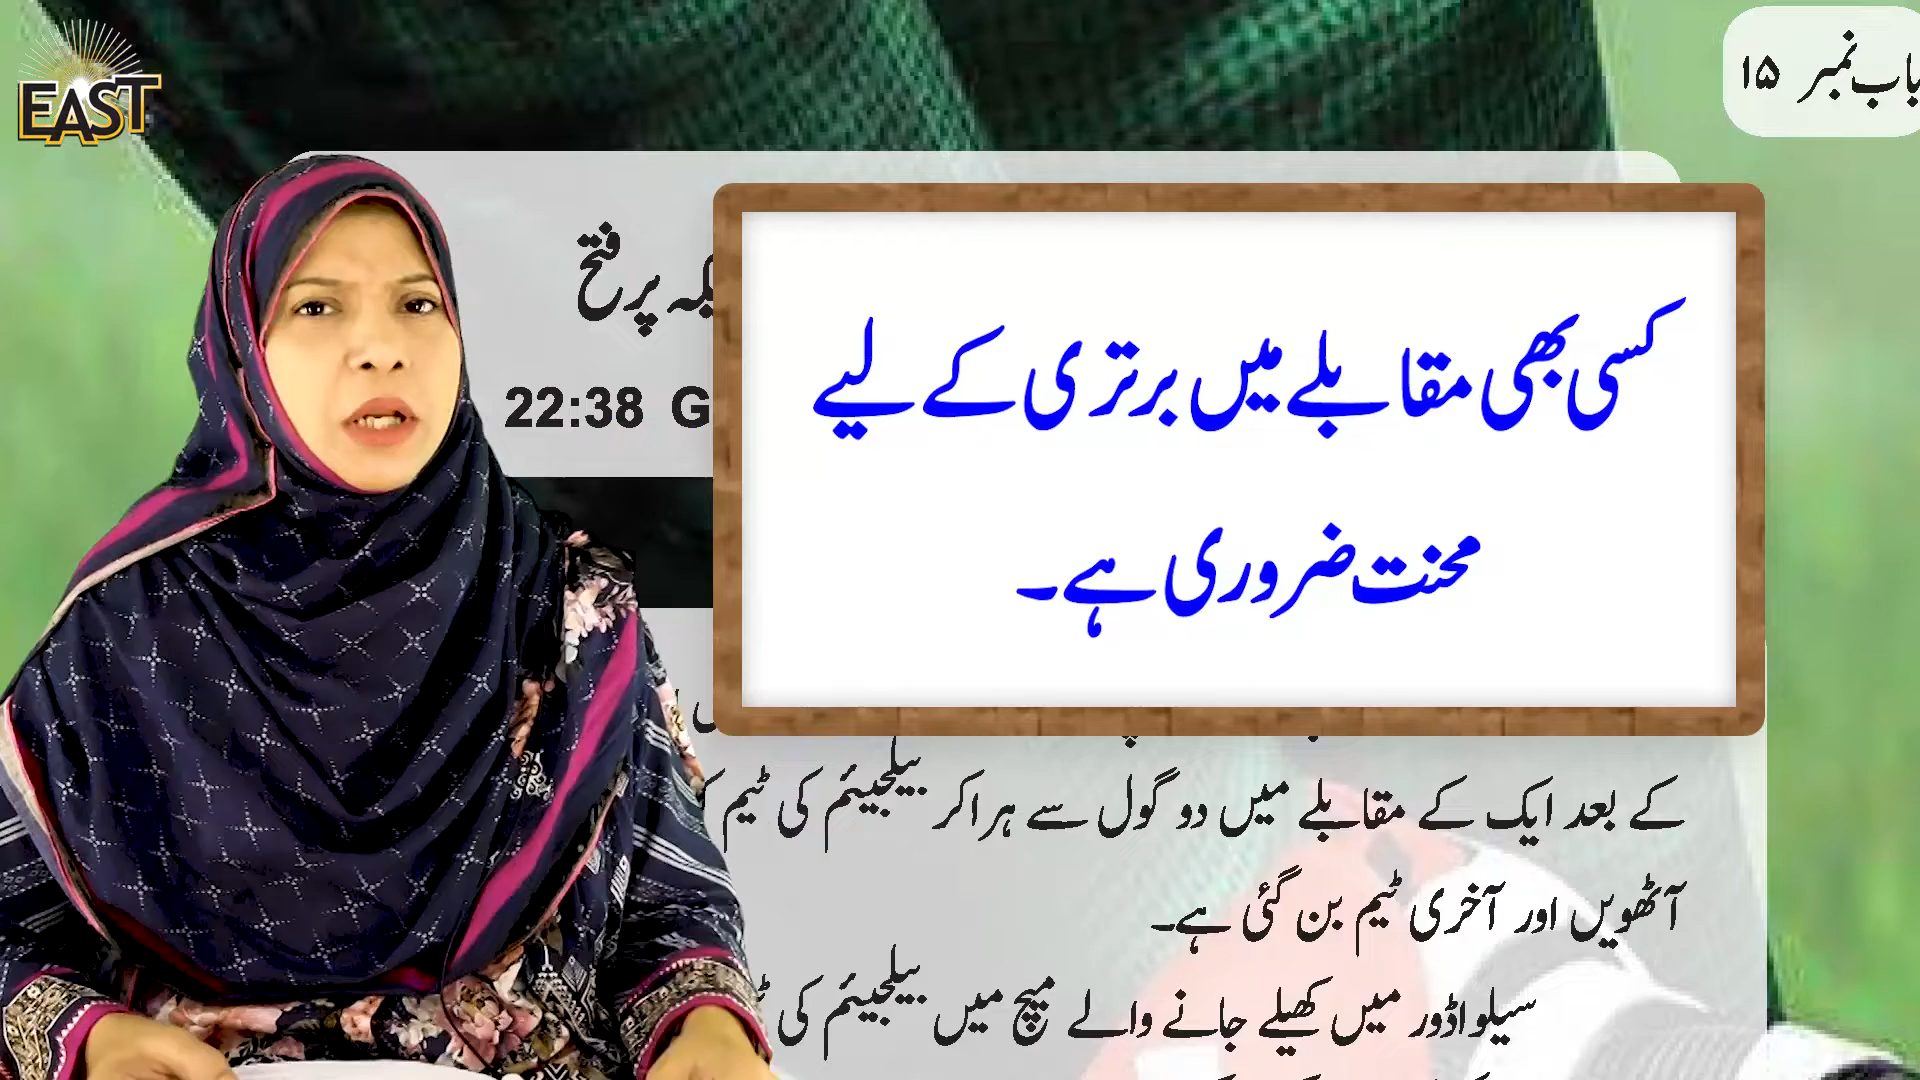 EAST
باب نمبر ۱۵
پر فتح
22:38
کسی بھی مقابلے میں برتری کے لیے
محنت ضروری ہے۔
کے بعد ایک کے مقابلے میں دو گول سے ہرا کر بیلجیئم کی ٹیم
آٹھویں اور آخری ٹیم بن گئی ہے۔
سیلواڈور میں کھیلے جانے والے میچ میں بیلجیئم کی